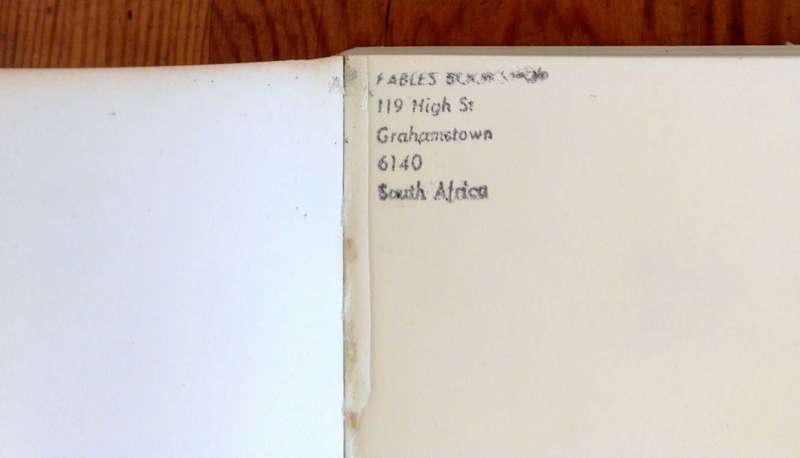 FABLES
119 High St
Grahamstown
6140
South Africa